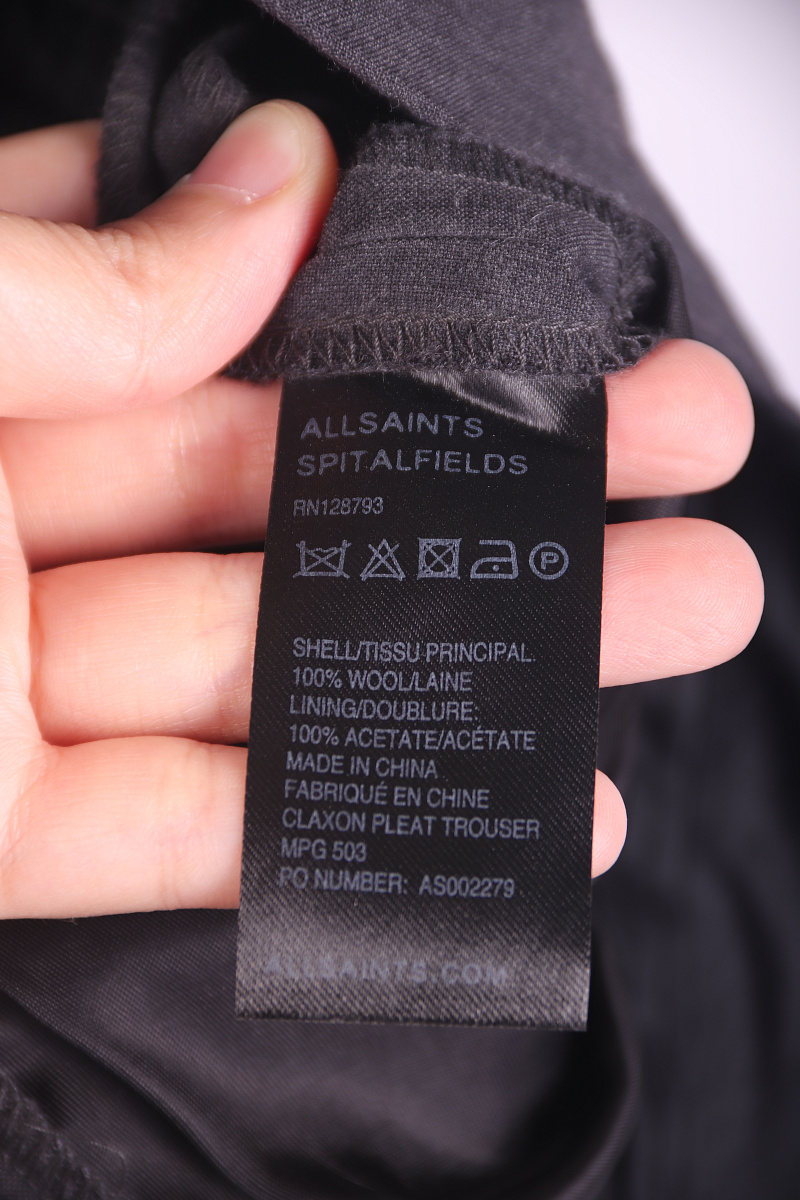 ALLSAINTS
SPITALFIELDS
RN128793
P
SHELL/TISSU PRINCIPAL:
100% WOOL/LAINE
LINING/DOUBLURE:
100% ACETATE/ACÉTATE
MADE IN CHINA
FABRIQUÉ EN CHINE
CLAXON PLEAT TROUSER
MPG 503
PO NUMBER: AS002279
ALLSAINTS.COM